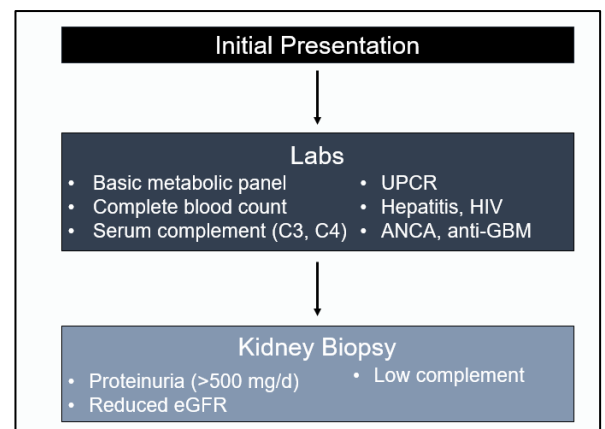 Initial Presentation
Labs
• Basic metabolic panel
• Complete blood count
• Serum complement (C3, C4)
• UPCR
• Hepatitis, HIV
• ANCA, anti-GBM
Kidney Biopsy
• Proteinuria (>500 mg/d)
• Reduced eGFR
• Low complement